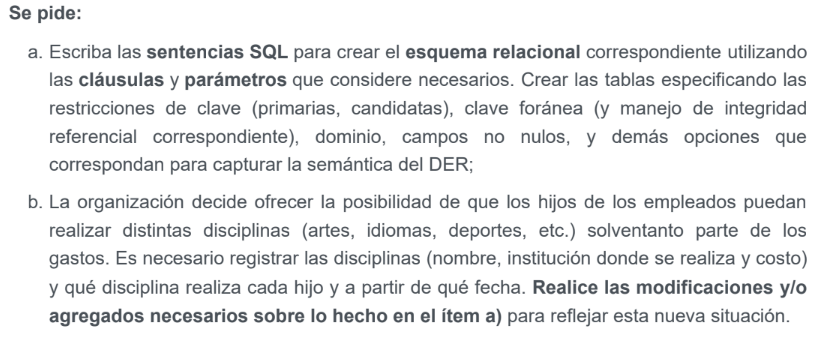 Se pide:
a. Escriba las sentencias SQL para crear el esquema relacional correspondiente utilizando
las cláusulas y parámetros que considere necesarios. Crear las tablas especificando las
restricciones de clave (primarias, candidatas), clave foránea (y manejo de integridad
referencial correspondiente), dominio, campos no nulos, y demás opciones que
correspondan para capturar la semántica del DER;
b. La organización decide ofrecer la posibilidad de que los hijos de los empleados puedan
realizar distintas disciplinas (artes, idiomas, deportes, etc.) solventanto parte de los
gastos. Es necesario registrar las disciplinas (nombre, institución donde se realiza y costo)
y qué disciplina realiza cada hijo y a partir de qué fecha. Realice las modificaciones y/o
agregados necesarios sobre lo hecho en el ítem a) para reflejar esta nueva situación.